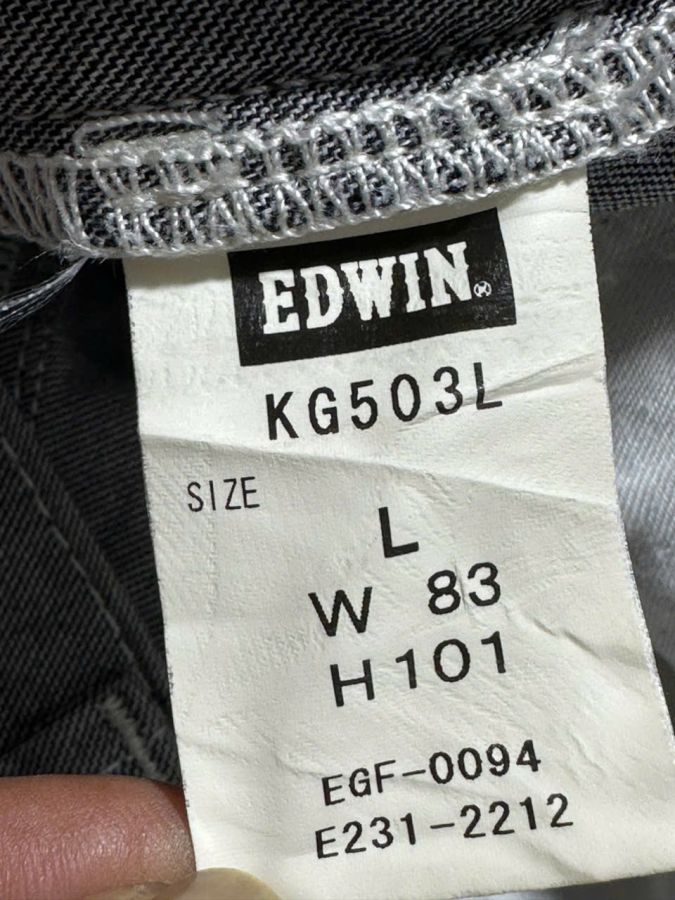 EDWIN®
KG503L
SIZE
L
W 83
H101
EGF-0094
E231-2212